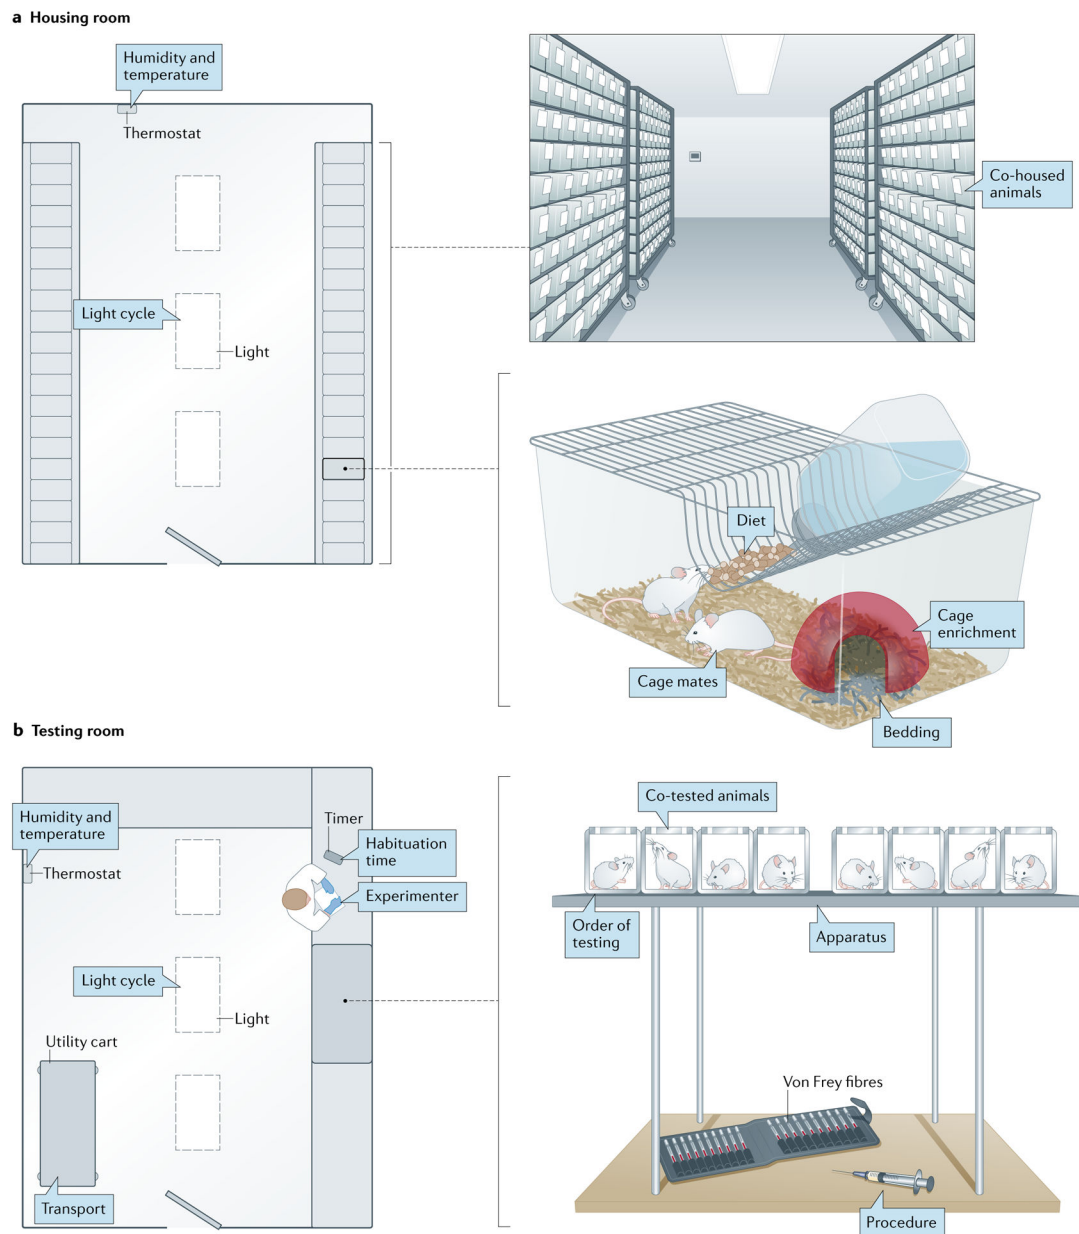 a Housing room
Humidity and
temperature
Thermostat
Light cycle
Light
Co-housed
animals
Diet
Cage
enrichment
Cage mates
Bedding
b Testing room
Humidity and
temperature
Thermostat
Timer
Habituation
time
Experimenter
Light cycle
Light
Utility cart
Transport
Co-tested animals
Order of
testing
Apparatus
Von Frey fibres
Procedure